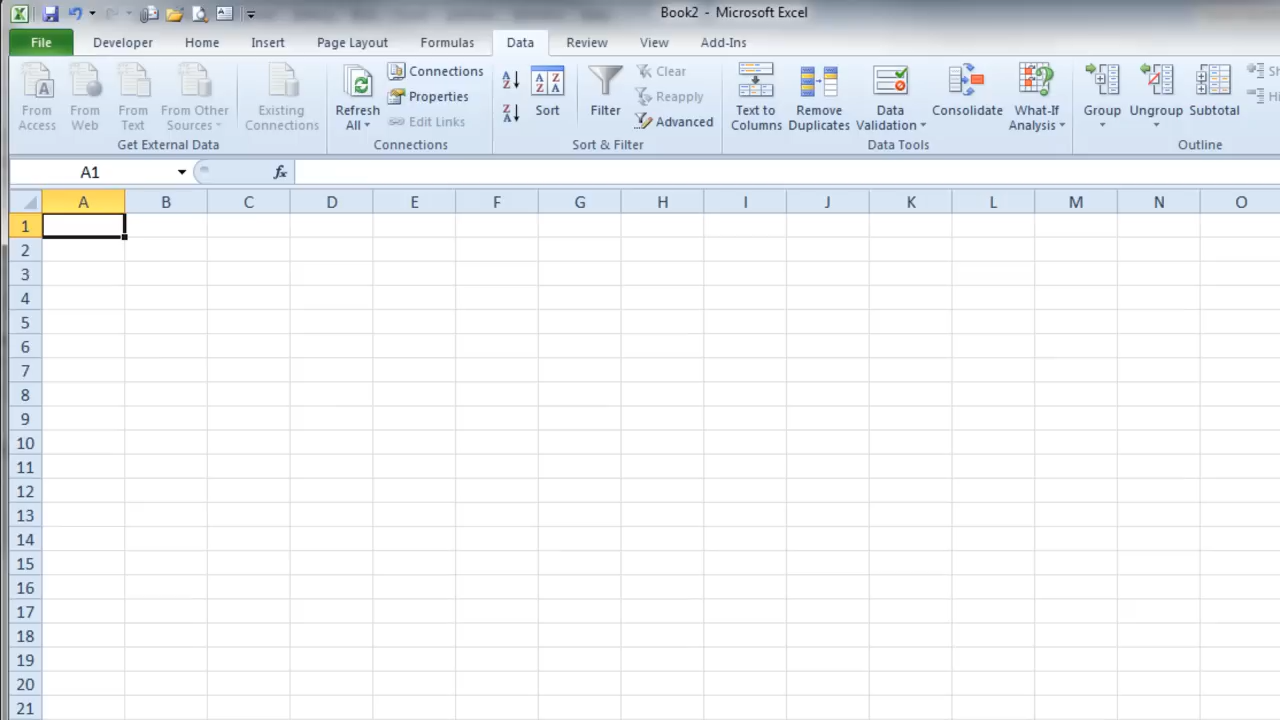 Book2 - Microsoft Excel
File Developer Home Insert Page Layout Formulas Data Review View Add-Ins
From Access
From Web
From Text
From Other Sources
Existing Connections
Get External Data
Refresh All
Connection
Properties
Edit Links
Connections
Sort
Filter
Clear
Reapply
Advanced
Sort & Filter
Text to Columns
Remove Duplicates
Data Validation
Consolidate
What-If Analysis
Data Tools
Group
Ungroup
Subtotal
Outline
A1 fx
A B C D E F G H I J K L M N O
1
2
3
4
5
6
7
8
9
10
11
12
13
14
15
16
17
18
19
20
21